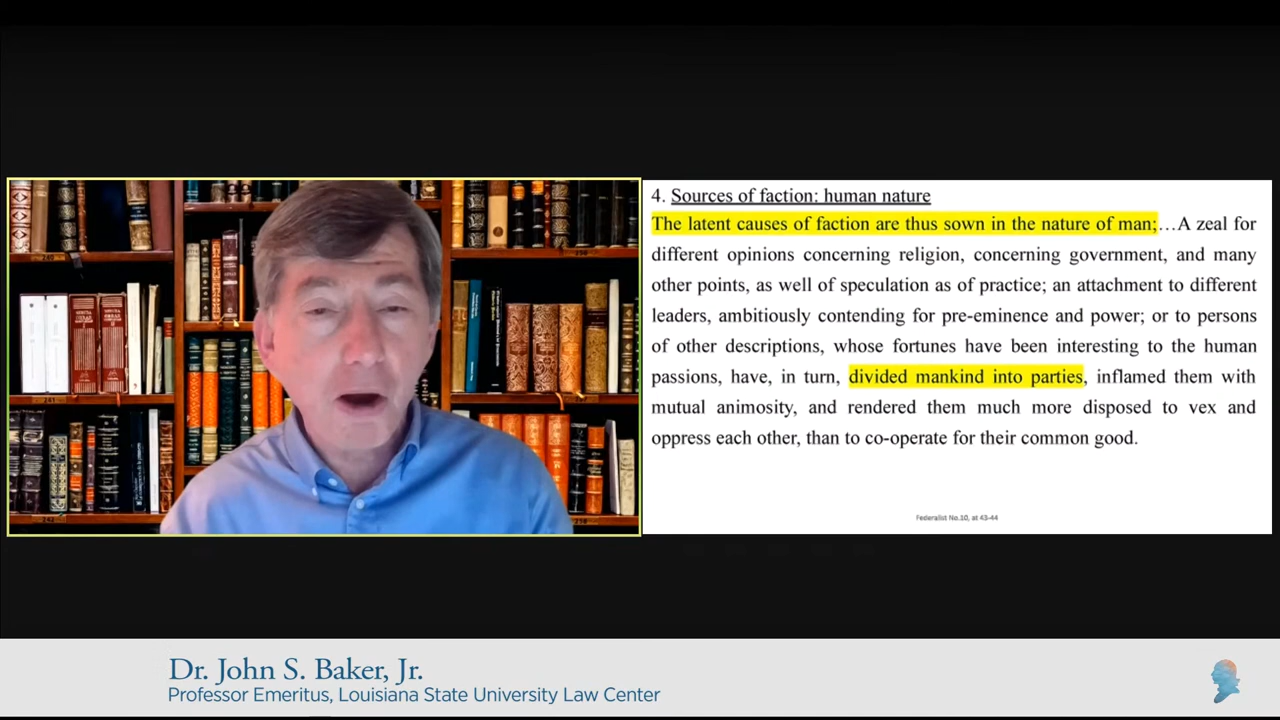 4. Sources of faction: human nature
The latent causes of faction are thus sown in the nature of man;…A zeal for
different opinions concerning religion, concerning government, and many
other points, as well of speculation as of practice; an attachment to different
leaders, ambitiously contending for pre-eminence and power; or to persons
of other descriptions, whose fortunes have been interesting to the human
passions, have, in turn, divided mankind into parties, inflamed them with
mutual animosity, and rendered them much more disposed to vex and
oppress each other, than to co-operate for their common good.
Federalist No.10, at 43-44
240
241
242
Dr. John S. Baker, Jr.
Professor Emeritus, Louisiana State University Law Center